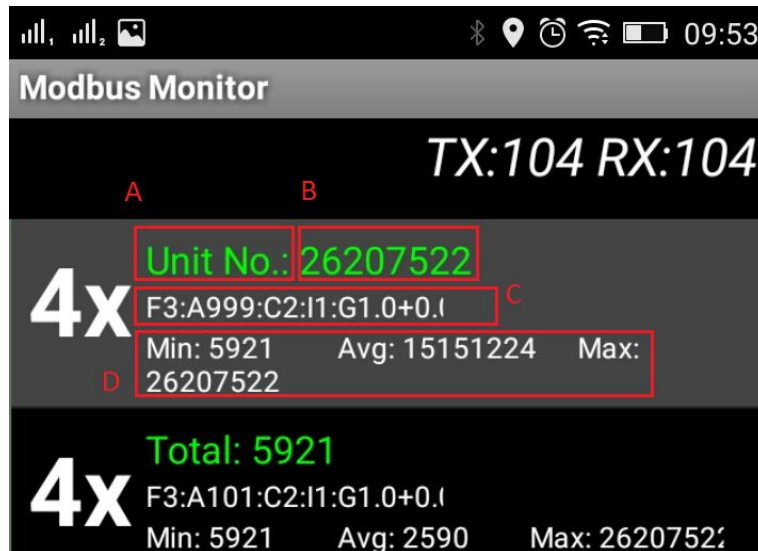 09:53
Modbus Monitor
TX:104 RX:104
A
B
Unit No.: 26207522
4x
F3:A999:C2:I1:G1.0+0.
C
Min: 5921 Avg: 15151224 Max:
26207522
D
Total: 5921
4x
F3:A101:C2:I1:G1.0+0.
Min: 5921 Avg: 2590 Max: 2620752